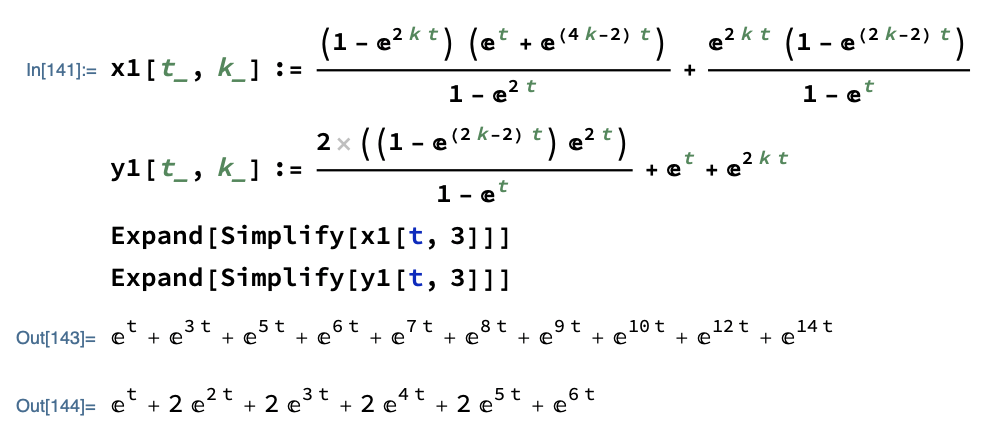 In[141]:= x1[t_, k_] := ((1 - ⅇ^(2 k t)) (ⅇ^t + ⅇ^((4 k-2) t)))/(1 - ⅇ^(2 t)) + (ⅇ^(2 k t) (1 - ⅇ^((2 k-2) t)))/(1 - ⅇ^t)
y1[t_, k_] := (2 × ((1 - ⅇ^((2 k-2) t)) ⅇ^(2 t)))/(1 - ⅇ^t) + ⅇ^t + ⅇ^(2 k t)
Expand[Simplify[x1[t, 3]]]
Expand[Simplify[y1[t, 3]]]
Out[143]= ⅇ^t + ⅇ^(3 t) + ⅇ^(5 t) + ⅇ^(6 t) + ⅇ^(7 t) + ⅇ^(8 t) + ⅇ^(9 t) + ⅇ^(10 t) + ⅇ^(12 t) + ⅇ^(14 t)
Out[144]= ⅇ^t + 2 ⅇ^(2 t) + 2 ⅇ^(3 t) + 2 ⅇ^(4 t) + 2 ⅇ^(5 t) + ⅇ^(6 t)